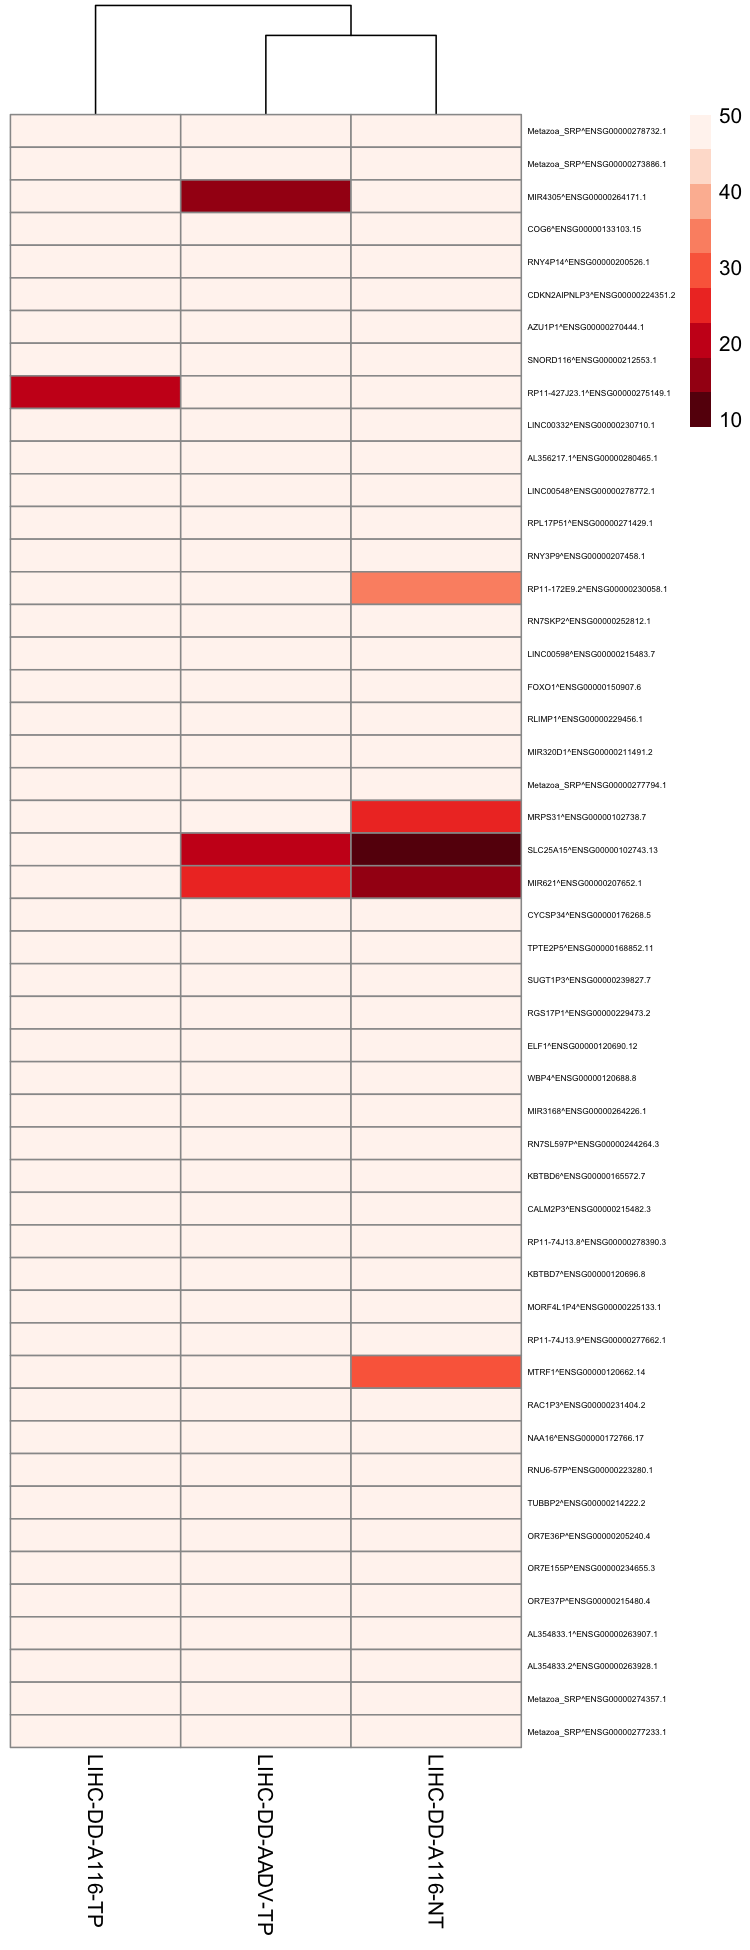 Metazoa_SRP^ENSG00000278732.1
Metazoa_SRP^ENSG00000273886.1
MIR4305^ENSG00000264171.1
COG6^ENSG00000133103.15
RNY4P14^ENSG00000200526.1
CDKN2AIPNLP3^ENSG00000224351.2
AZU1P1^ENSG00000270444.1
SNORD116^ENSG00000212553.1
RP11-427J23.1^ENSG00000275149.1
LINC00332^ENSG00000230710.1
AL356217.1^ENSG00000280465.1
LINC00548^ENSG00000278772.1
RPL17P51^ENSG00000271429.1
RNY3P9^ENSG00000207458.1
RP11-172E9.2^ENSG00000230058.1
RN7SKP2^ENSG00000252812.1
LINC00598^ENSG00000215483.7
FOXO1^ENSG00000150907.6
RLIMP1^ENSG00000229456.1
MIR320D1^ENSG00000211491.2
Metazoa_SRP^ENSG00000277794.1
MRPS31^ENSG00000102738.7
SLC25A15^ENSG00000102743.13
MIR621^ENSG00000207652.1
CYCSP34^ENSG00000176268.5
TPTE2P5^ENSG00000168852.11
SUGT1P3^ENSG00000239827.7
RGS17P1^ENSG00000229473.2
ELF1^ENSG00000120690.12
WBP4^ENSG00000120688.8
MIR3168^ENSG00000264226.1
RN7SL597P^ENSG00000244264.3
KBTBD6^ENSG00000165572.7
CALM2P3^ENSG00000215482.3
RP11-74J13.8^ENSG00000278390.3
KBTBD7^ENSG00000120696.8
MORF4L1P4^ENSG00000225133.1
RP11-74J13.9^ENSG00000277662.1
MTRF1^ENSG00000120662.14
RAC1P3^ENSG00000231404.2
NAA16^ENSG00000172766.17
RNU6-57P^ENSG00000223280.1
TUBBP2^ENSG00000214222.2
OR7E36P^ENSG00000205240.4
OR7E155P^ENSG00000234655.3
OR7E37P^ENSG00000215480.4
AL354833.1^ENSG00000263907.1
AL354833.2^ENSG00000263928.1
Metazoa_SRP^ENSG00000274357.1
Metazoa_SRP^ENSG00000277233.1
50
40
30
20
10
LIHC-DD-A116-TP
LIHC-DD-AADV-TP
LIHC-DD-A116-NT